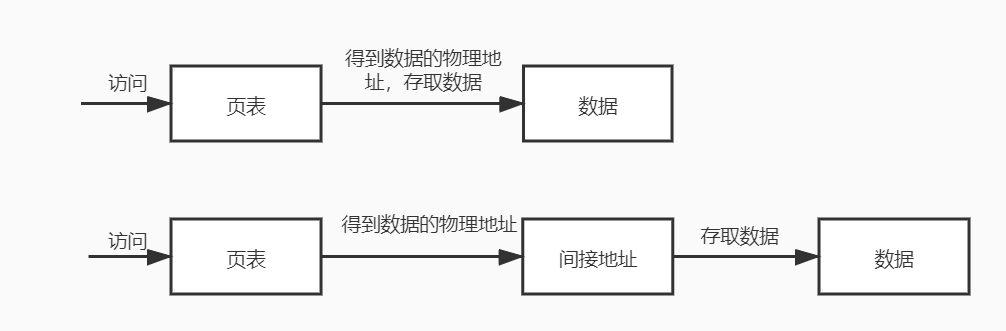 访问
页表
得到数据的物理地
址，存取数据
数据
访问
页表
得到数据的物理地址
间接地址
存取数据
数据